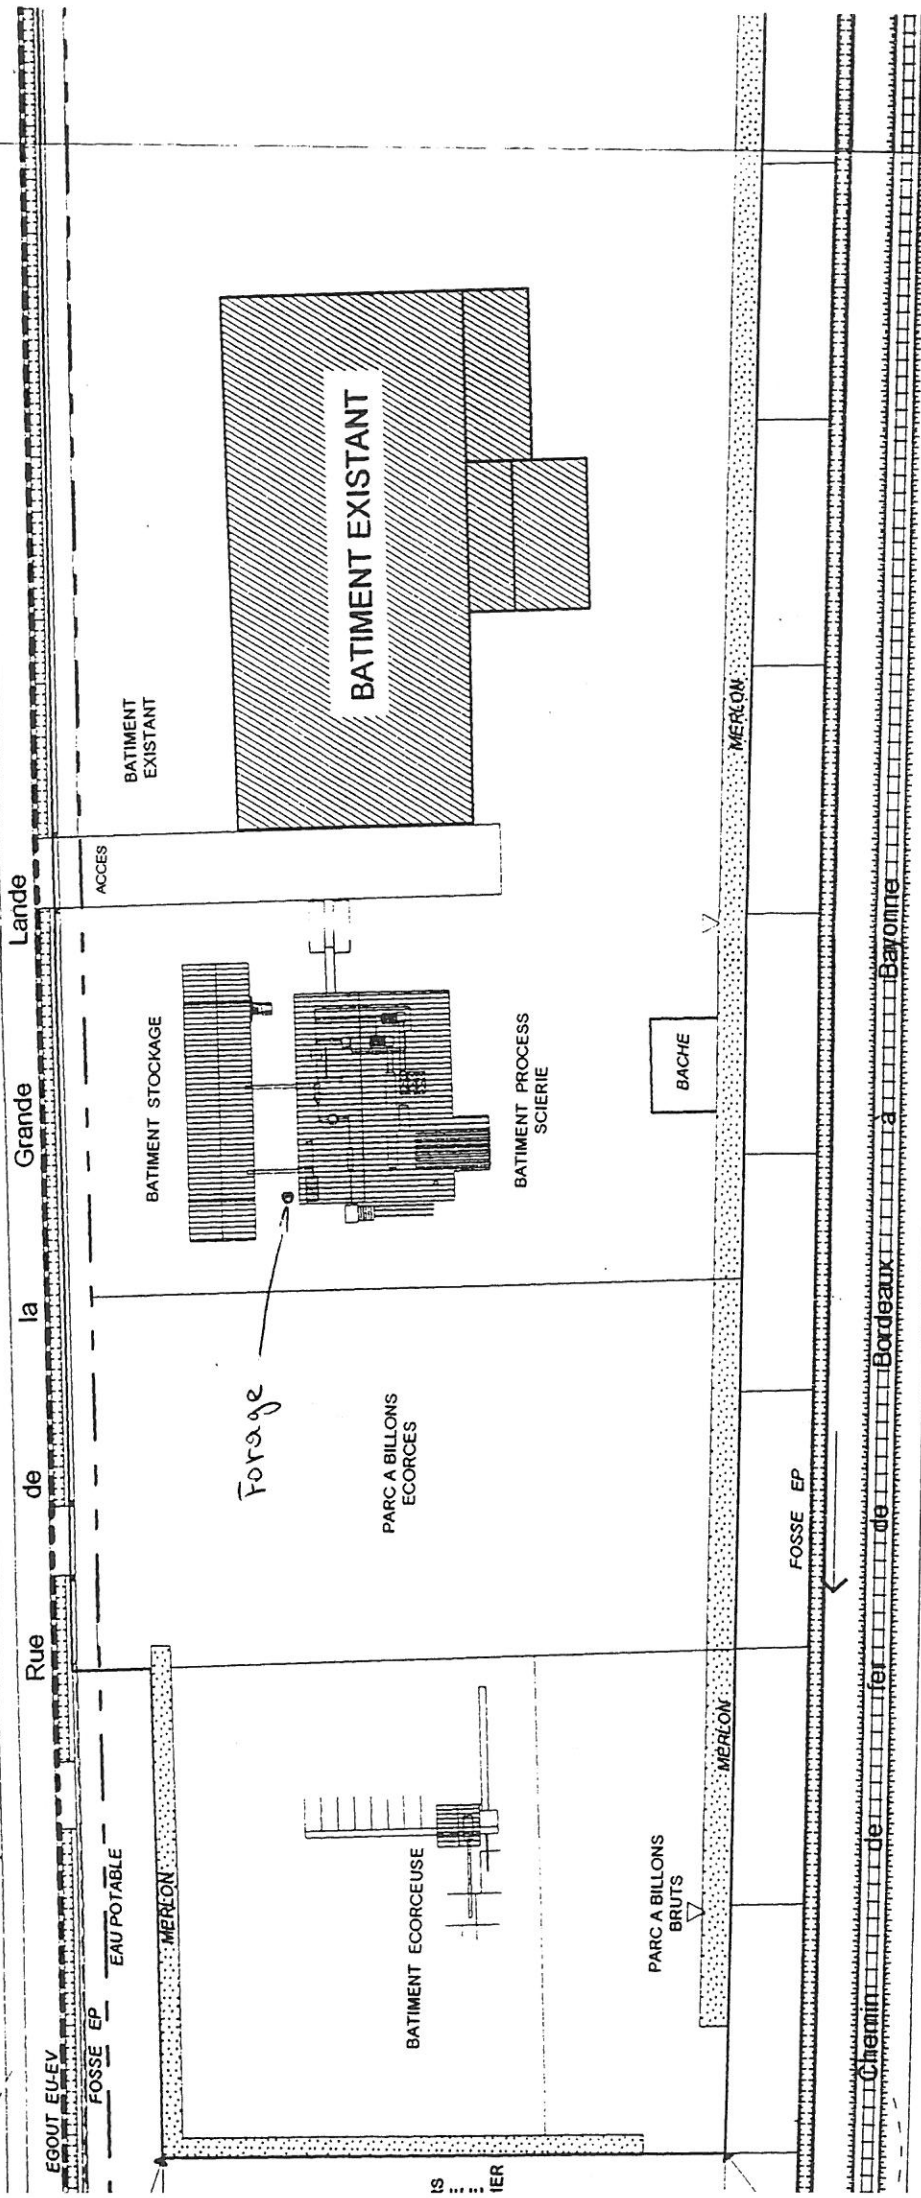 Rue de la Grande Lande
EGOUT EU-EV
FOSSE EP
EAU POTABLE
MERLON
BATIMENT ECORCEUSE
PARC A BILLONS
BRUTS
MERLON
PARC A BILLONS
ECORCES
Forage
BATIMENT STOCKAGE
BATIMENT PROCESS
SCIERIE
BACHE
ACCES
BATIMENT
EXISTANT
BATIMENT EXISTANT
MERLON
FOSSE EP
Chemin de fer de Bordeaux à Bayonne